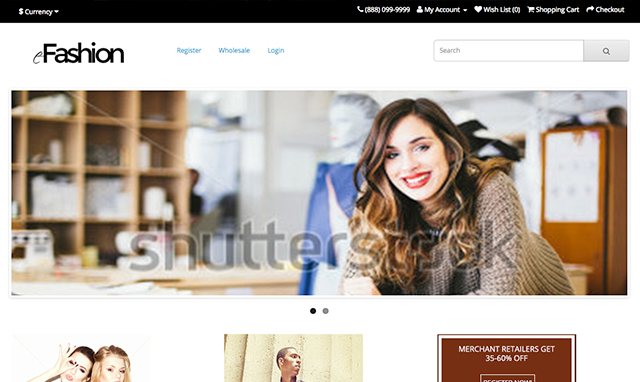 $ Currency
(888) 099-9999 My Account Wish List (0) Shopping Cart Checkout
eFashion
Register Wholesale Login
Search
shutterstock
MERCHANT RETAILERS GET
35-60% OFF
REGISTER NOW!